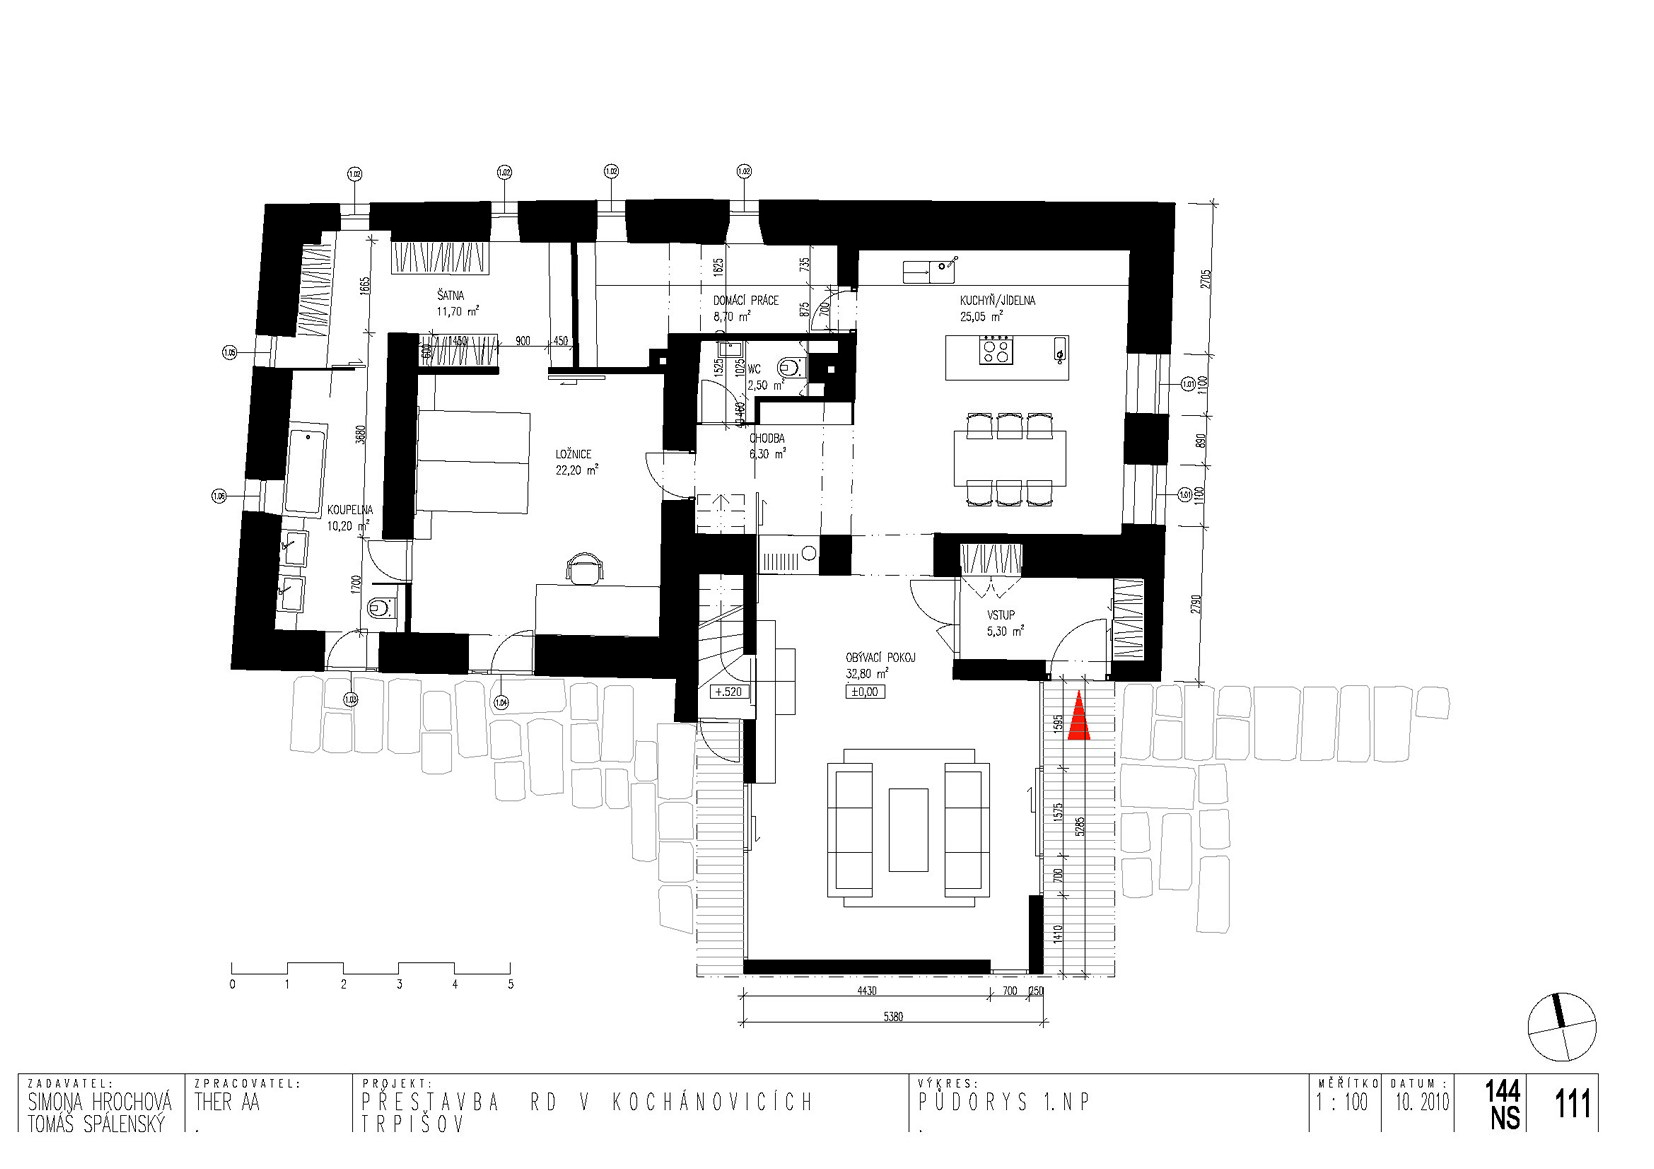 1.02
1.02
1.02
1.02
2705
1665
1625
735
ŠATNA
11,70 m²
DOMÁCÍ PRÁCE
8,70 m²
875
700
KUCHYŇ/JÍDELNA
25,05 m²
1.05
600
1450
900
450
1525
1025
WC
2,50 m²
1.01
1100
460
3680
CHODBA
6,30 m²
890
LOŽNICE
22,20 m²
1.06
KOUPELNA
10,20 m²
1.01
1100
1700
2790
VSTUP
5,30 m²
OBÝVACÍ POKOJ
32,80 m²
±0,00
+.520
1.03
1.04
1595
1575
5285
700
1410
0 1 2 3 4 5
4430 700 250
5380
ZADAVATEL:
SIMONA HROCHOVÁ
TOMÁŠ SPÁLENSKÝ
ZPRACOVATEL:
THER AA
.
PROJEKT:
PŘESTAVBA RD V KOCHÁNOVICÍCH
TRPIŠOV
VÝKRES:
PŮDORYS 1.NP
.
MĚŘÍTKO
1 : 100
DATUM :
10. 2010
144
NS
111